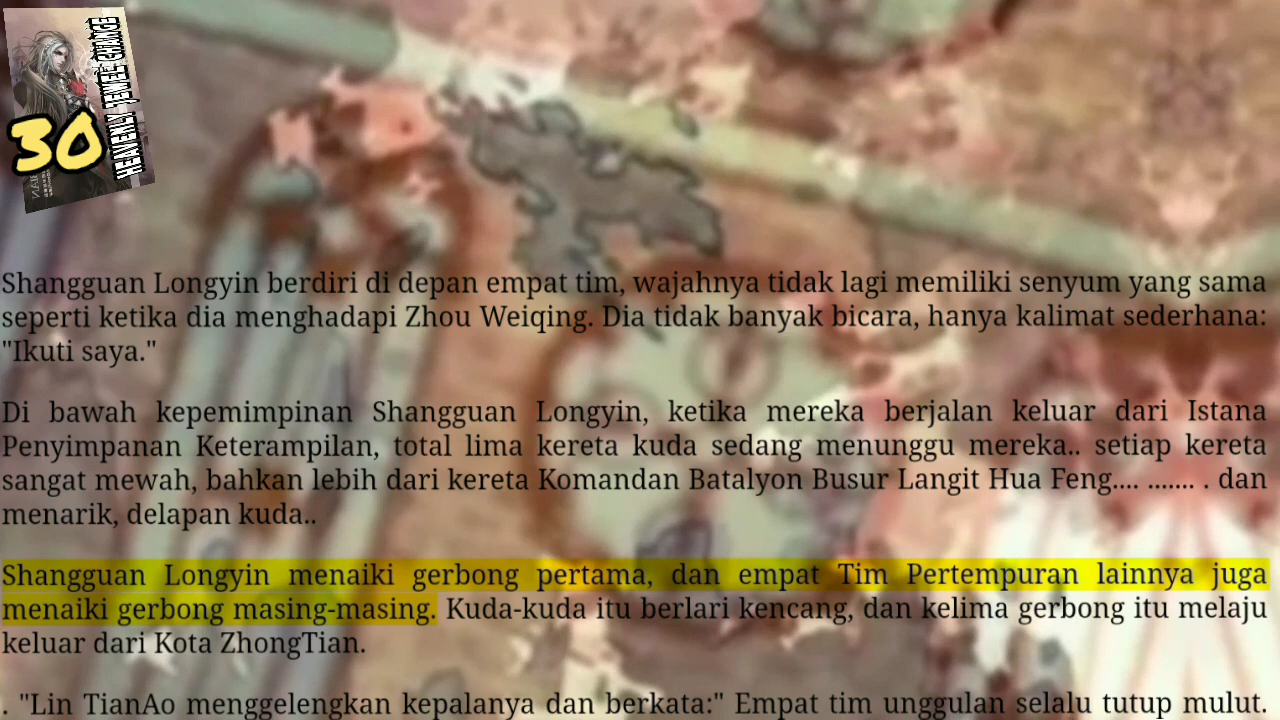 30
HEAVENLY JEWEL CHANGE
Shangguan Longyin berdiri di depan empat tim, wajahnya tidak lagi memiliki senyum yang sama
seperti ketika dia menghadapi Zhou Weiqing. Dia tidak banyak bicara, hanya kalimat sederhana:
"Ikuti saya."
Di bawah kepemimpinan Shangguan Longyin, ketika mereka berjalan keluar dari Istana
Penyimpanan Keterampilan, total lima kereta kuda sedang menunggu mereka.. setiap kereta
sangat mewah, bahkan lebih dari kereta Komandan Batalyon Busur Langit Hua Feng.... ....... . dan
menarik, delapan kuda..
Shangguan Longyin menaiki gerbong pertama, dan empat Tim Pertempuran lainnya juga
menaiki gerbong masing-masing. Kuda-kuda itu berlari kencang, dan kelima gerbong itu melaju
keluar dari Kota ZhongTian.
. "Lin TianAo menggelengkan kepalanya dan berkata:" Empat tim unggulan selalu tutup mulut.